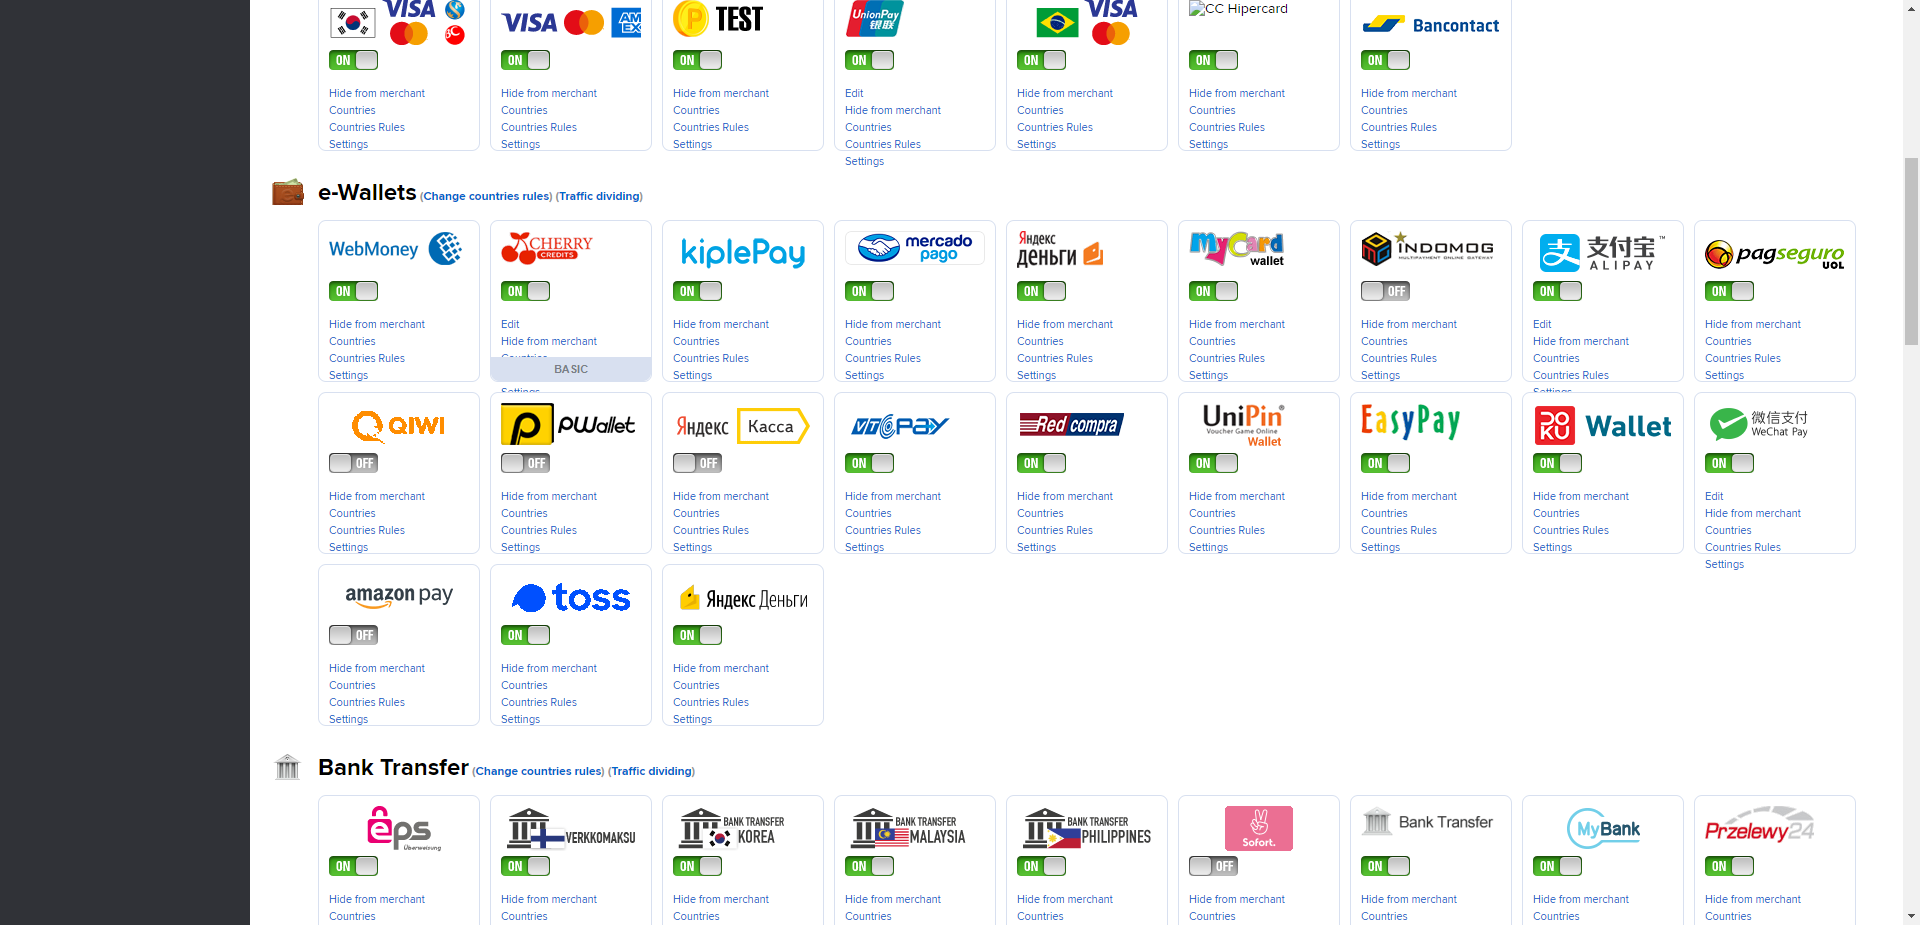 VISA
BC
ON
Hide from merchant
Countries
Countries Rules
Settings
VISA AM EX
ON
Hide from merchant
Countries
Countries Rules
Settings
P TEST
ON
Hide from merchant
Countries
Countries Rules
Settings
UnionPay
银联
ON
Edit
Hide from merchant
Countries
Countries Rules
Settings
VISA
ON
Hide from merchant
Countries
Countries Rules
Settings
CC Hipercard
ON
Hide from merchant
Countries
Countries Rules
Settings
Bancontact
ON
Hide from merchant
Countries
Countries Rules
Settings
e-Wallets (Change countries rules) (Traffic dividing)
WebMoney
ON
Hide from merchant
Countries
Countries Rules
Settings
CHERRY
CREDITS
ON
Edit
Hide from merchant
Countries
BASIC
Settings
kiplePay
ON
Hide from merchant
Countries
Countries Rules
Settings
mercado
pago
ON
Hide from merchant
Countries
Countries Rules
Settings
Яндекс
деньги
ON
Hide from merchant
Countries
Countries Rules
Settings
MyCard
wallet
ON
Hide from merchant
Countries
Countries Rules
Settings
INDOMOG
MULTIPAYMENT ONLINE GATEWAY
OFF
Hide from merchant
Countries
Countries Rules
Settings
支 支付宝™
ALIPAY
ON
Edit
Hide from merchant
Countries
Countries Rules
Settings
pagseguro
UOL
ON
Hide from merchant
Countries
Countries Rules
Settings
QIWI
OFF
Hide from merchant
Countries
Countries Rules
Settings
P PWallet
OFF
Hide from merchant
Countries
Countries Rules
Settings
Яндекс Касса
OFF
Hide from merchant
Countries
Countries Rules
Settings
VTC PAY
ON
Hide from merchant
Countries
Countries Rules
Settings
Red compra
ON
Hide from merchant
Countries
Countries Rules
Settings
UniPin®
Voucher Game Online
Wallet
ON
Hide from merchant
Countries
Countries Rules
Settings
EasyPay
ON
Hide from merchant
Countries
Countries Rules
Settings
DOKU Wallet
ON
Hide from merchant
Countries
Countries Rules
Settings
微信支付
WeChat Pay
ON
Edit
Hide from merchant
Countries
Countries Rules
Settings
amazon pay
OFF
Hide from merchant
Countries
Countries Rules
Settings
toss
ON
Hide from merchant
Countries
Countries Rules
Settings
Яндекс Деньги
ON
Hide from merchant
Countries
Countries Rules
Settings
Bank Transfer (Change countries rules) (Traffic dividing)
eps
Überweisung
ON
Hide from merchant
Countries
VERKKOMAKSU
ON
Hide from merchant
Countries
BANK TRANSFER
KOREA
ON
Hide from merchant
Countries
BANK TRANSFER
MALAYSIA
ON
Hide from merchant
Countries
BANK TRANSFER
PHILIPPINES
ON
Hide from merchant
Countries
Sofort.
OFF
Hide from merchant
Countries
Bank Transfer
ON
Hide from merchant
Countries
MyBank
ON
Hide from merchant
Countries
Przelewy24
ON
Hide from merchant
Countries